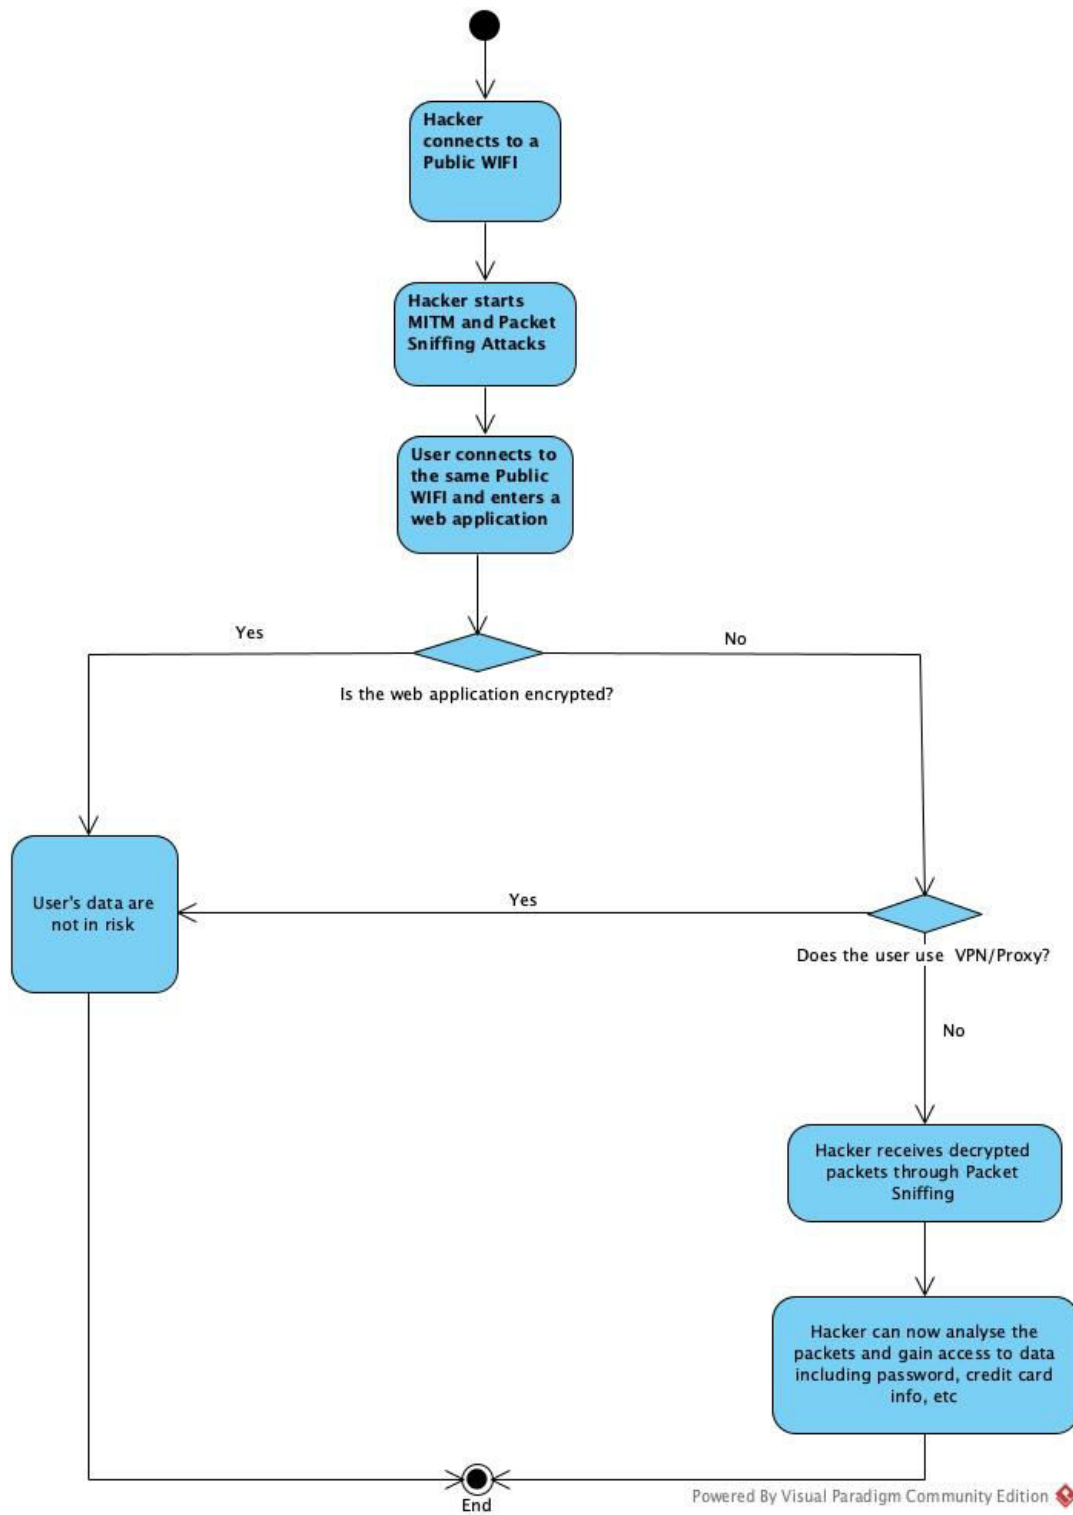 Hacker
connects to a
Public WIFI
Hacker starts
MITM and Packet
Sniffing Attacks
User connects to
the same Public
WIFI and enters a
web application
Yes
No
Is the web application encrypted?
User's data are
not in risk
Yes
Does the user use  VPN/Proxy?
No
Hacker receives decrypted
packets through Packet
Sniffing
Hacker can now analyse the
packets and gain access to data
including password, credit card
info, etc
End
Powered By Visual Paradigm Community Edition